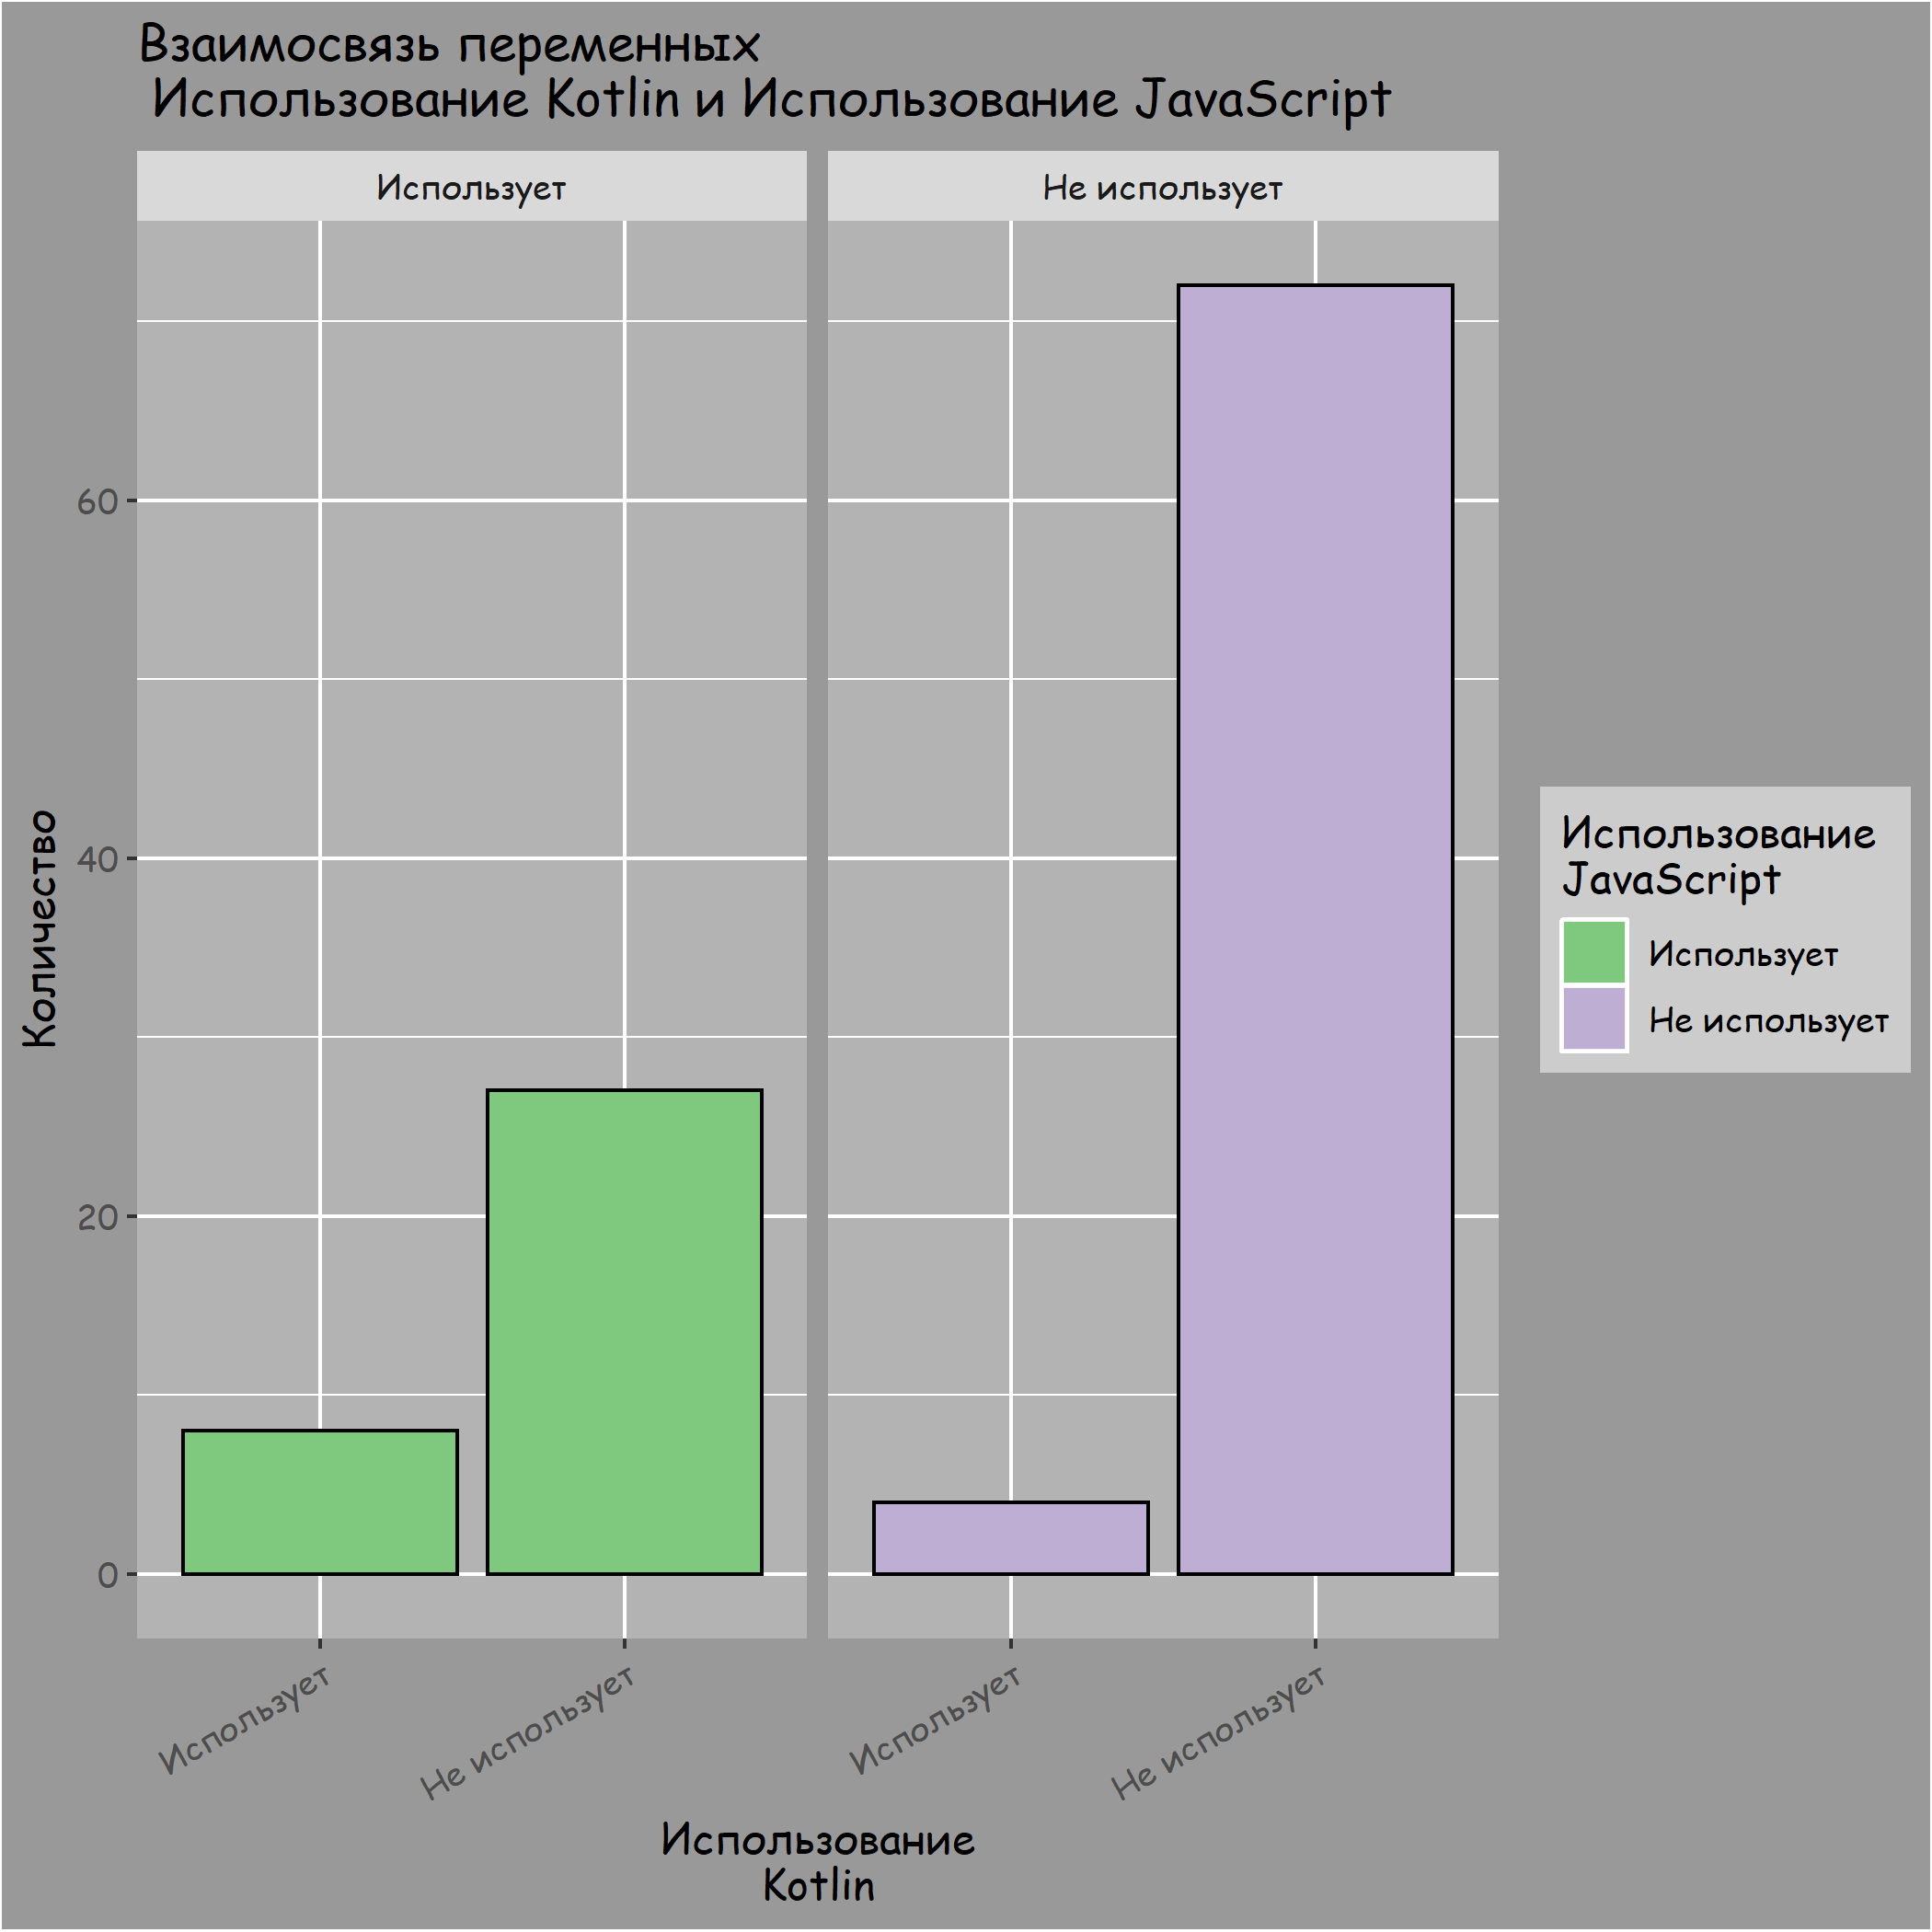 Взаимосвязь переменных
Использование Kotlin и Использование JavaScript
Использует
Не использует
Количество
60
40
20
0
Использует
Не использует
Использует
Не использует
Использование
Kotlin
Использование
JavaScript
Использует
Не использует